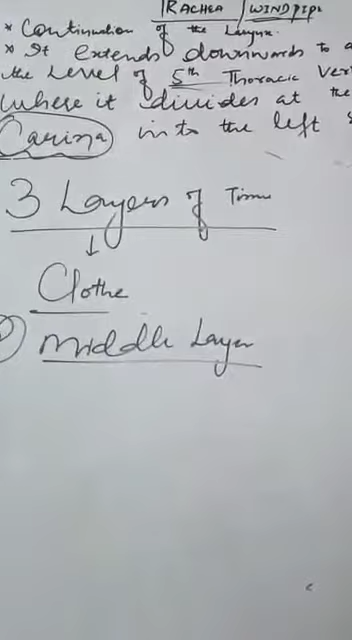 TRACHEA / WINDPIPE
* Continuation of the Larynx.
* It extends downwards to a
the Level of 5th Thoracic Ver
where it divides at the
Carina into the left
3 Layers of Tissue
Clothe
Middle Layer